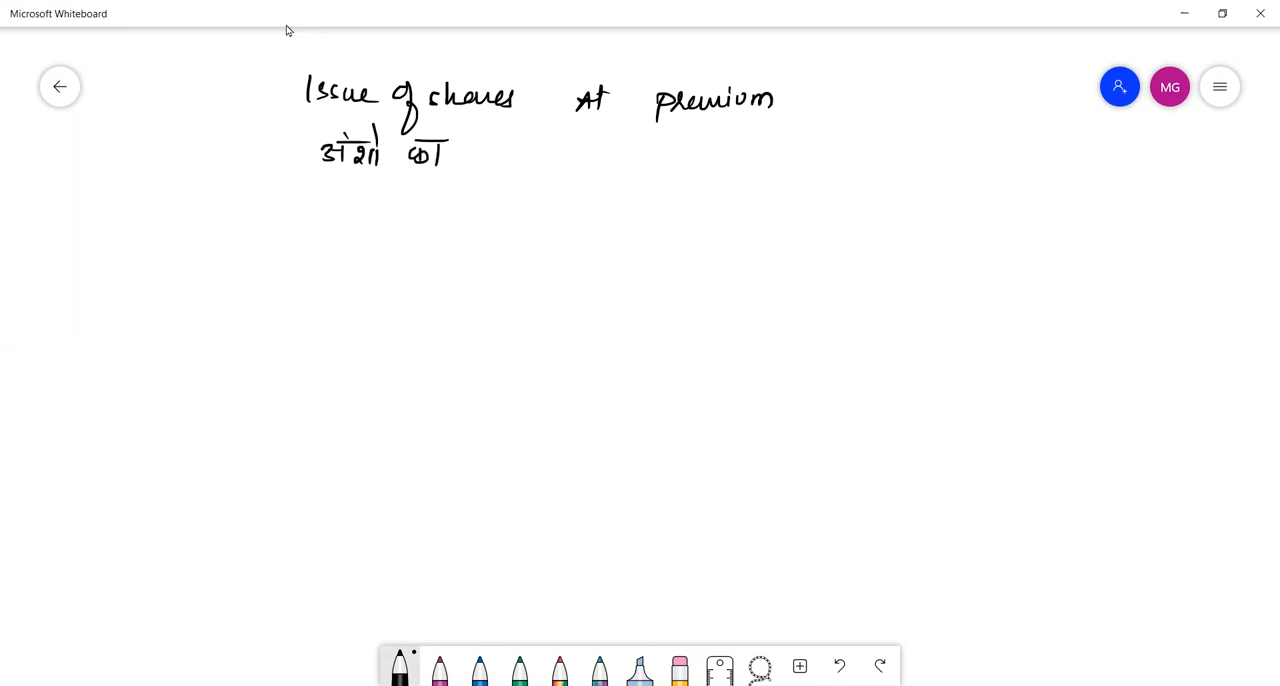 Microsoft Whiteboard
MG
Issue of shares At premium
अंशों का